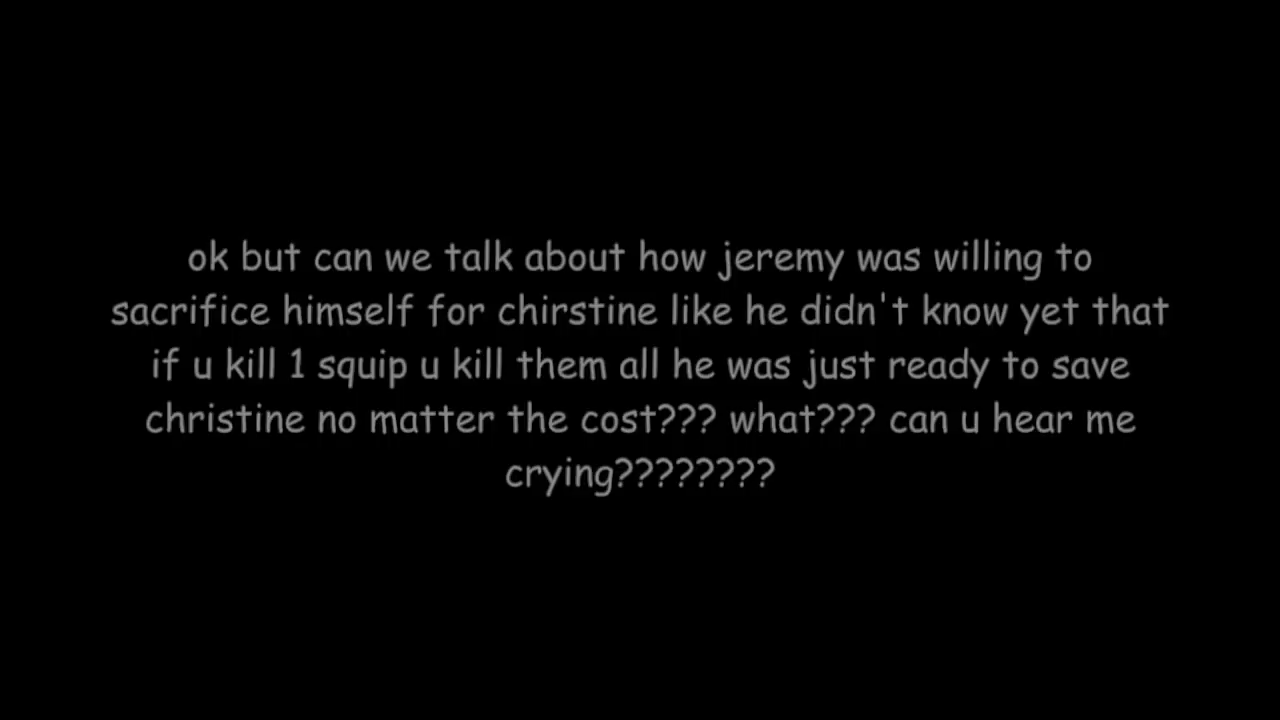 ok but can we talk about how jeremy was willing to
sacrifice himself for chirstine like he didn't know yet that
if u kill 1 squip u kill them all he was just ready to save
christine no matter the cost??? what??? can u hear me
crying????????